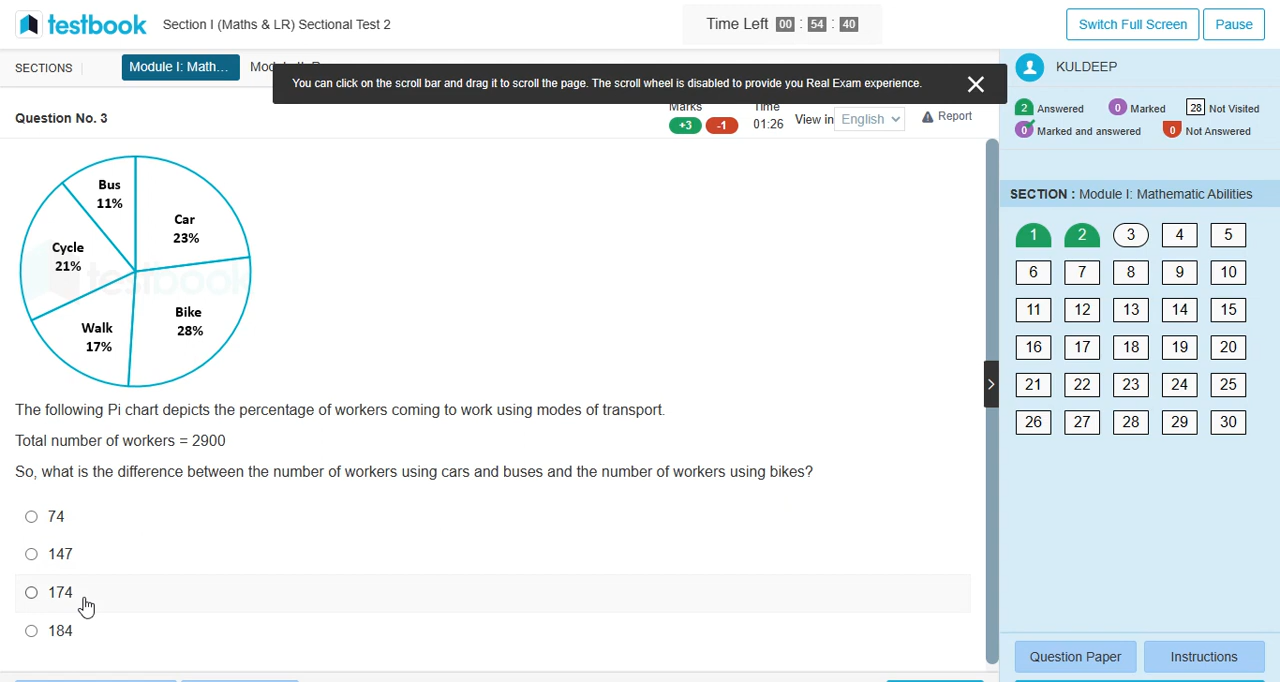 testbook Section I (Maths & LR) Sectional Test 2 Time Left 00 : 54 : 40 Switch Full Screen Pause
SECTIONS Module I: Math...
You can click on the scroll bar and drag it to scroll the page. The scroll wheel is disabled to provide you Real Exam experience.
KULDEEP
Question No. 3
Marks Time
+3 -1 01:26 View in English Report
2 Answered 0 Marked 28 Not Visited
0 Marked and answered 0 Not Answered
SECTION : Module I: Mathematic Abilities
1 2 3 4 5
6 7 8 9 10
11 12 13 14 15
16 17 18 19 20
21 22 23 24 25
26 27 28 29 30
Bus
11%
Car
23%
Cycle
21%
testbook
Bike
28%
Walk
17%
The following Pi chart depicts the percentage of workers coming to work using modes of transport.
Total number of workers = 2900
So, what is the difference between the number of workers using cars and buses and the number of workers using bikes?
74
147
174
184
Question Paper Instructions